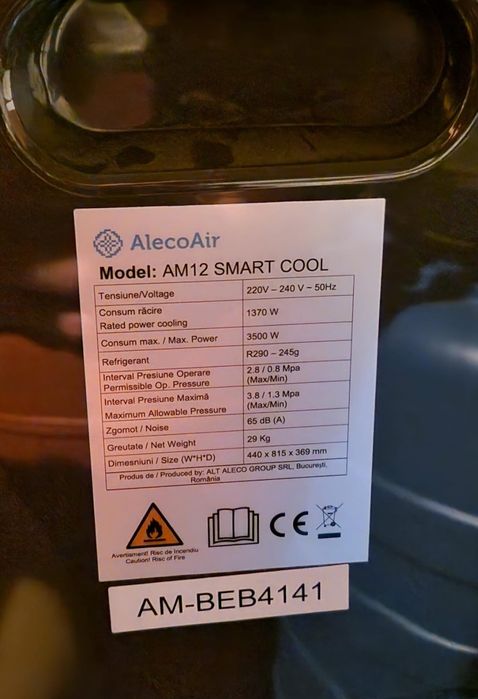 AlecoAir
Model: AM12 SMART COOL
Tensiune/Voltage 220V – 240 V ~ 50Hz
Consum răcire
Rated power cooling 1370 W
Consum max. / Max. Power 3500 W
Refrigerant R290 – 245g
Interval Presiune Operare
Permissible Op. Pressure 2.8 / 0.8 Mpa
(Max/Min)
Interval Presiune Maximă
Maximum Allowable Pressure 3.8 / 1.3 Mpa
(Max/Min)
Zgomot / Noise 65 dB (A)
Greutate / Net Weight 29 Kg
Dimesniuni / Size (W*H*D) 440 x 815 x 369 mm
Produs de / Produced by: ALT ALECO GROUP SRL, București,
România
Avertisment! Risc de Incendiu
Caution! Risc of Fire
CE
AM-BEB4141